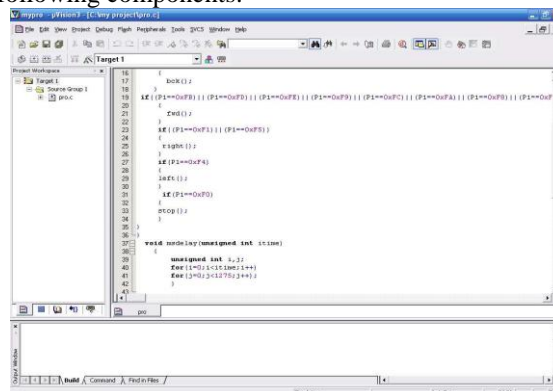 following components:
mypro - µVision3 - [C:\my project\pro.c]
File Edit View Project Debug Flash Peripherals Tools SVCS Window Help
Target 1
Project Workspace
Target 1
Source Group 1
pro.c
16 {
17 bck();
18 }
19 if((P1==0xFB)||(P1==0xFD)||(P1==0xFE)||(P1==0xF9)||(P1==0xFC)||(P1==0xFA)||(P1==0xF8)||(P1==0xF
20 {
21 fwd();
22 }
23 if((P1==0xF1)||(P1==0xF5))
24 {
25 right();
26 }
27 if(P1==0xF4)
28 {
29 left();
30 }
31 if(P1==0xF0)
32 {
33 stop();
34 }
35 }
36 }
37 void msdelay(unsigned int itime)
38 {
39 unsigned int i,j;
40 for(i=0;i<itime;i++)
41 for(j=0;j<1275;j++);
42 }
43
pro
Output Window
Build Command Find in Files